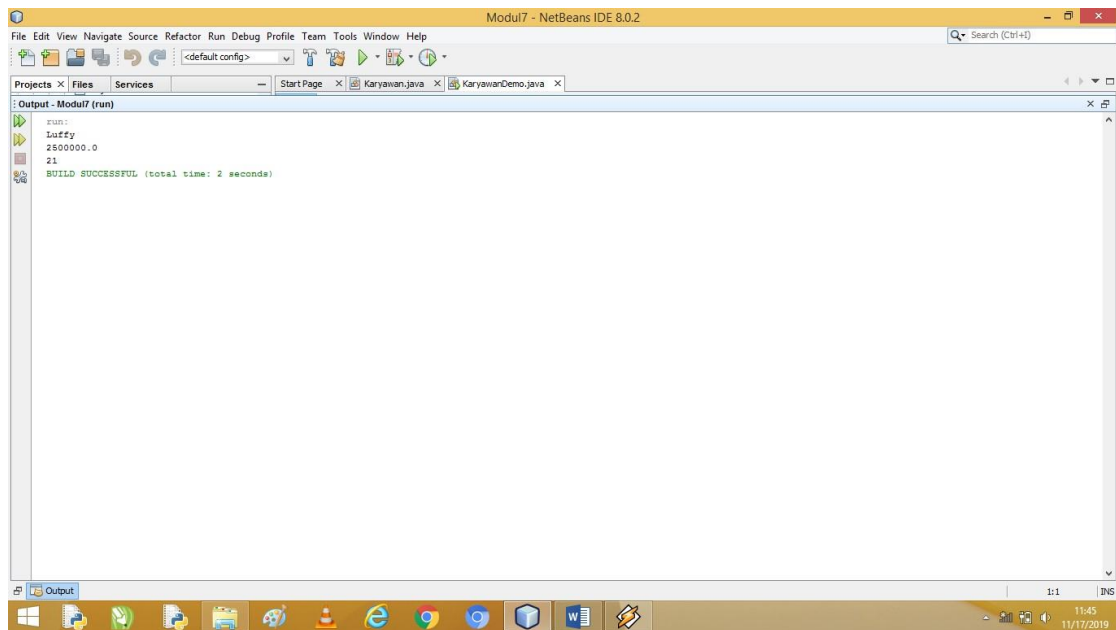 Modul7 - NetBeans IDE 8.0.2
File Edit View Navigate Source Refactor Run Debug Profile Team Tools Window Help
Search (Ctrl+I)
<default config>
Projects Files Services
Start Page Karyawan.java KaryawanDemo.java
Output - Modul7 (run)
run:
Luffy
2500000.0
21
BUILD SUCCESSFUL (total time: 2 seconds)
Output
1:1 INS
11:45
11/17/2019